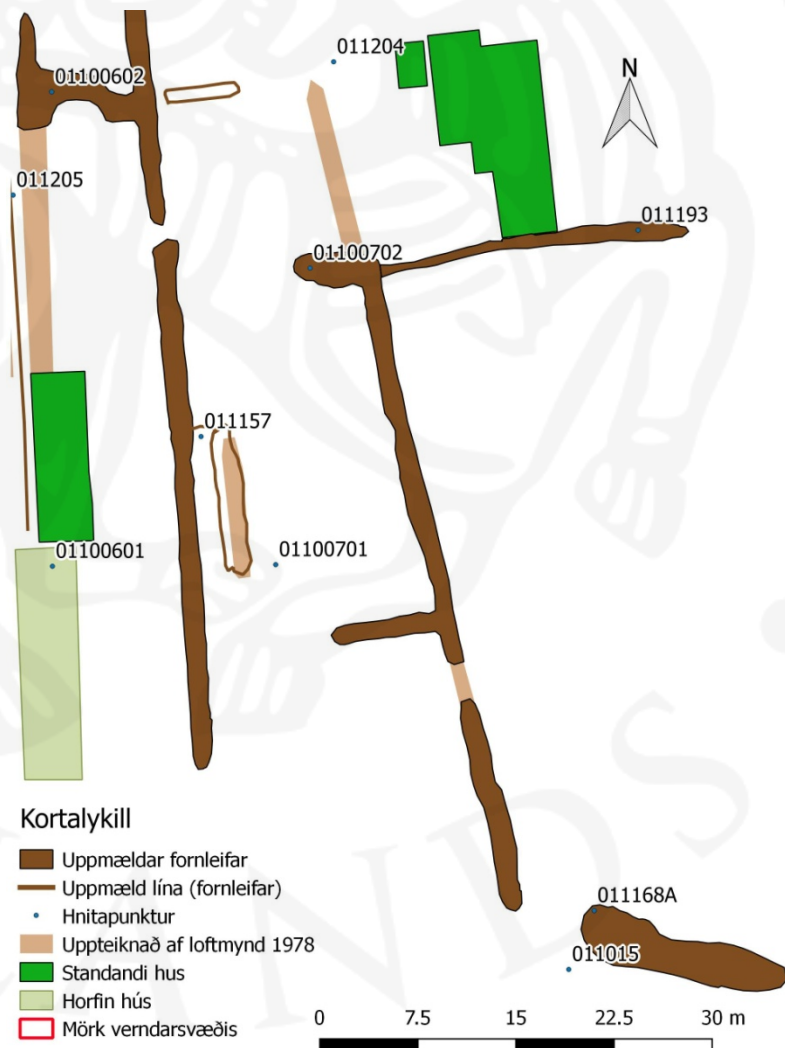 011204
N
01100602
011205
011193
01100702
011157
01100701
01100601
Kortalykill
Uppmældar fornleifar
Uppmæld lína (fornleifar)
Hnitapunktur
Uppteiknað af loftmynd 1978
Standandi hus
Horfin hús
Mörk verndarsvæðis
011168A
011015
0 7.5 15 22.5 30 m
LANDS